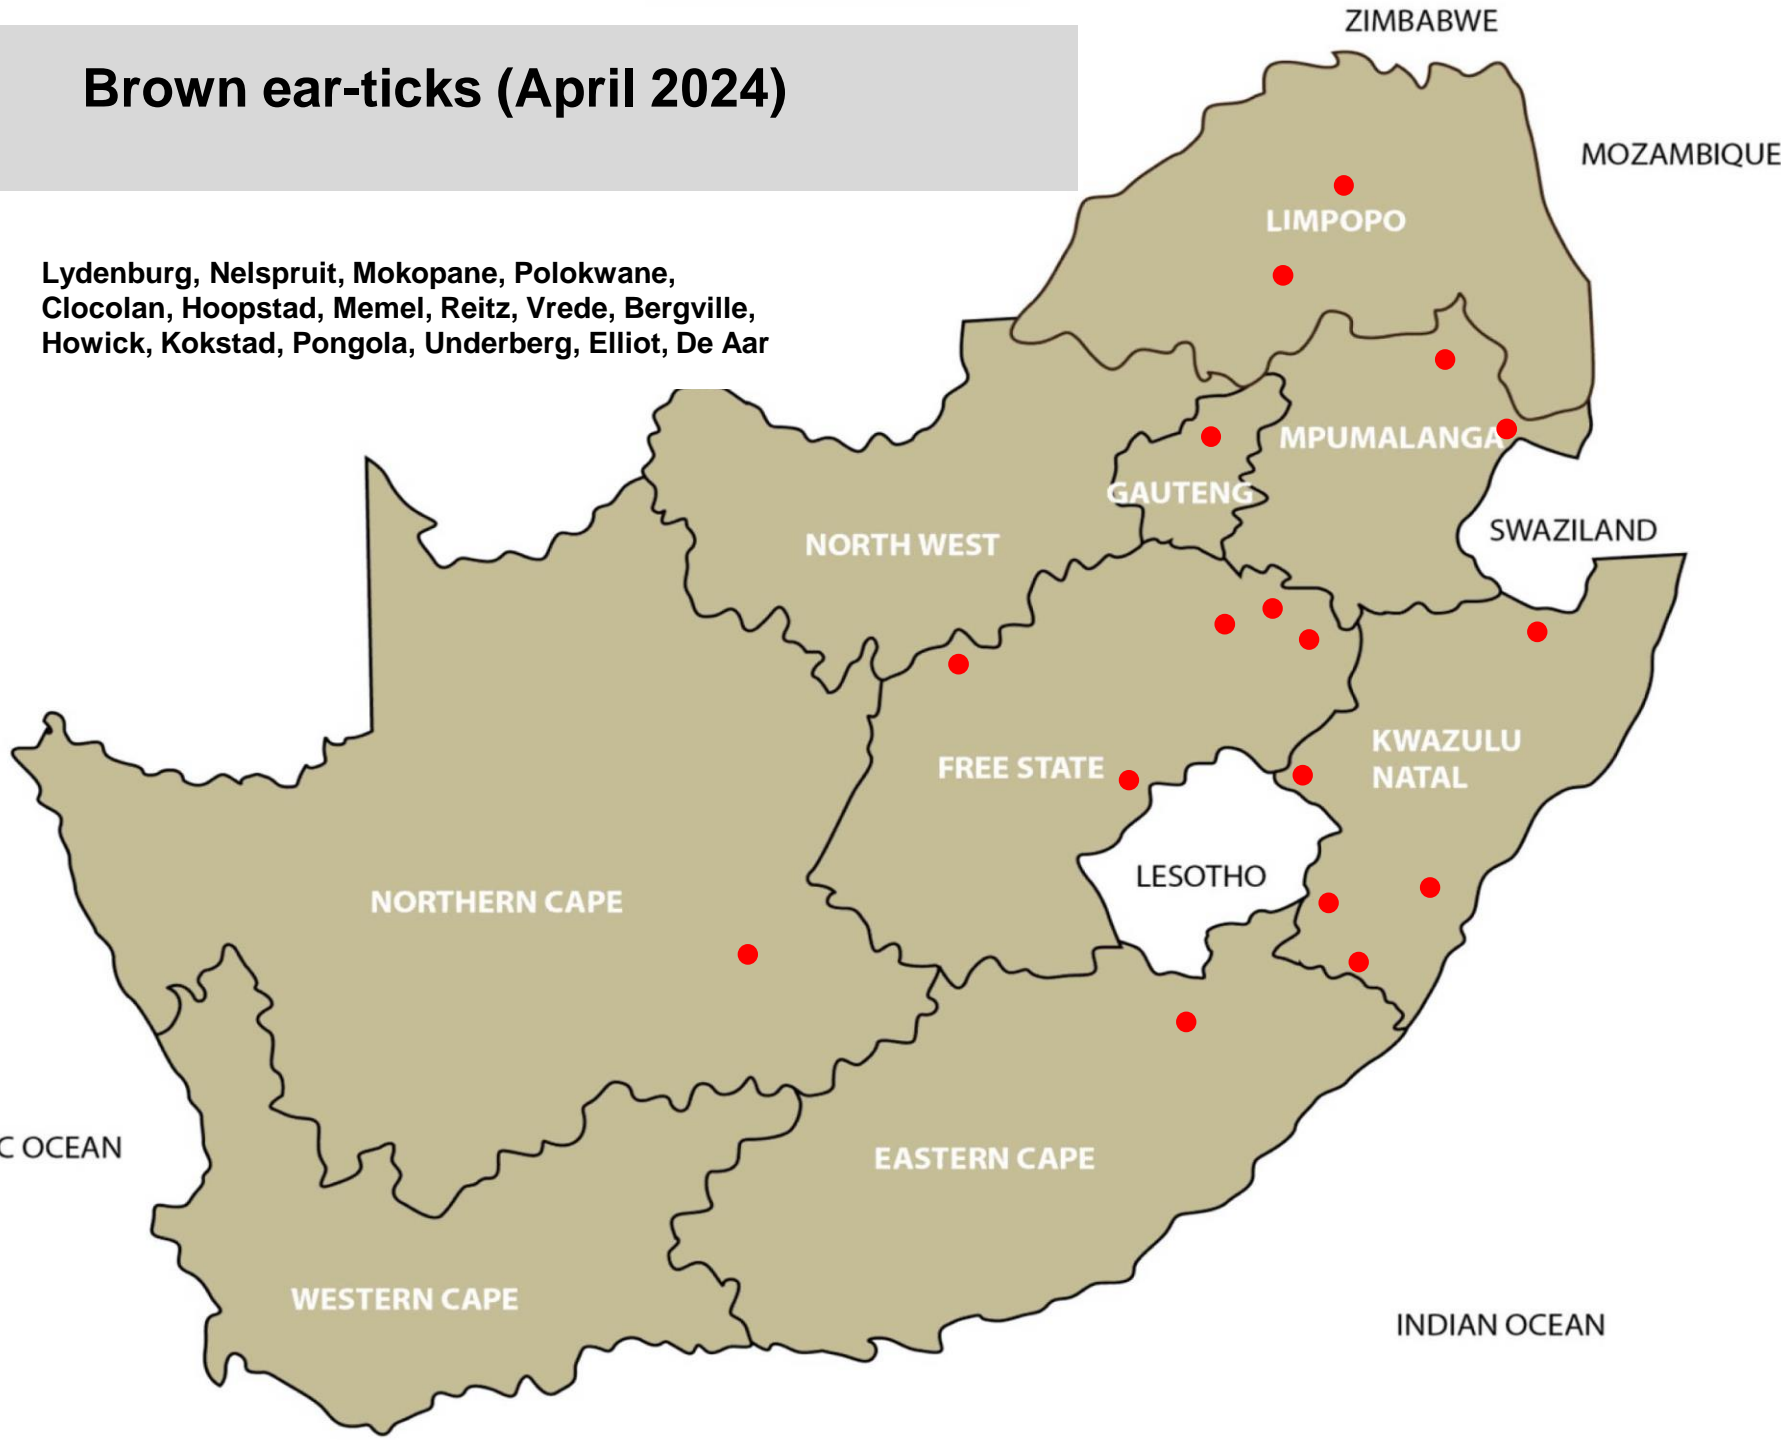 ZIMBABWE
Brown ear-ticks (April 2024)
MOZAMBIQUE
LIMPOPO
Lydenburg, Nelspruit, Mokopane, Polokwane,
Clocolan, Hoopstad, Memel, Reitz, Vrede, Bergville,
Howick, Kokstad, Pongola, Underberg, Elliot, De Aar
MPUMALANGA
GAUTENG
SWAZILAND
NORTH WEST
KWAZULU
NATAL
FREE STATE
LESOTHO
NORTHERN CAPE
C OCEAN
EASTERN CAPE
WESTERN CAPE
INDIAN OCEAN